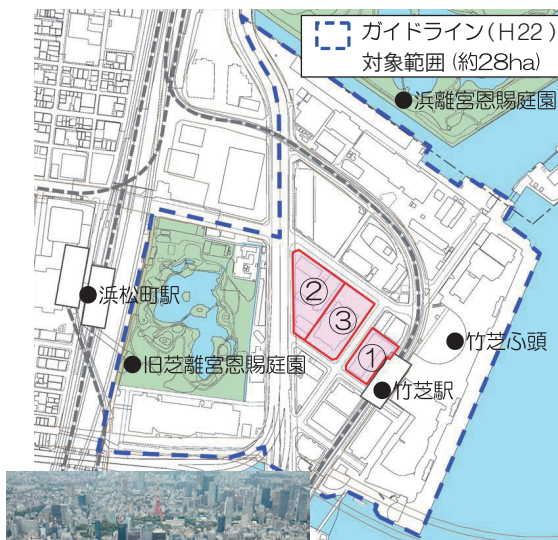 ガイドライン(H22)
対象範囲(約28ha)
●浜離宮恩賜庭園
●浜松町駅
②
③
①
●竹芝ふ頭
●旧芝離宮恩賜庭園
●竹芝駅